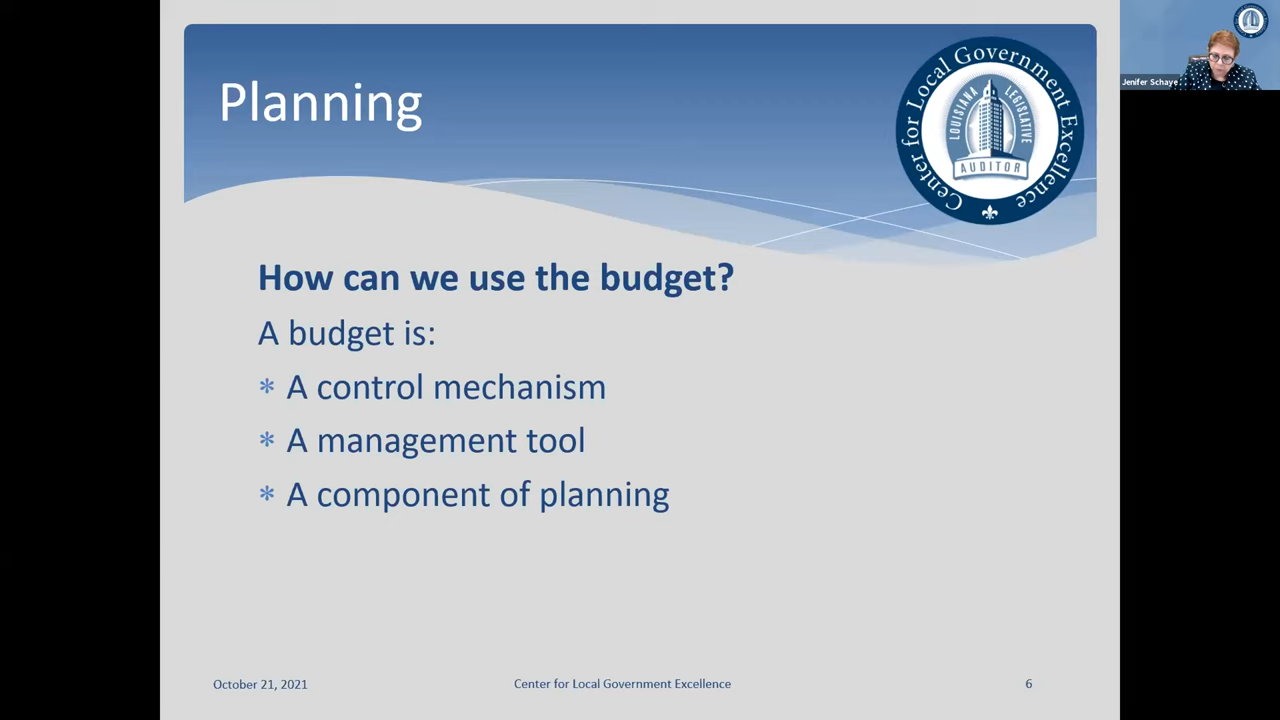 Planning
Center for Local Government Excellence
LOUISIANA LEGISLATIVE
AUDITOR
Jenifer Schaye
How can we use the budget?
A budget is:
* A control mechanism
* A management tool
* A component of planning
October 21, 2021
Center for Local Government Excellence
6